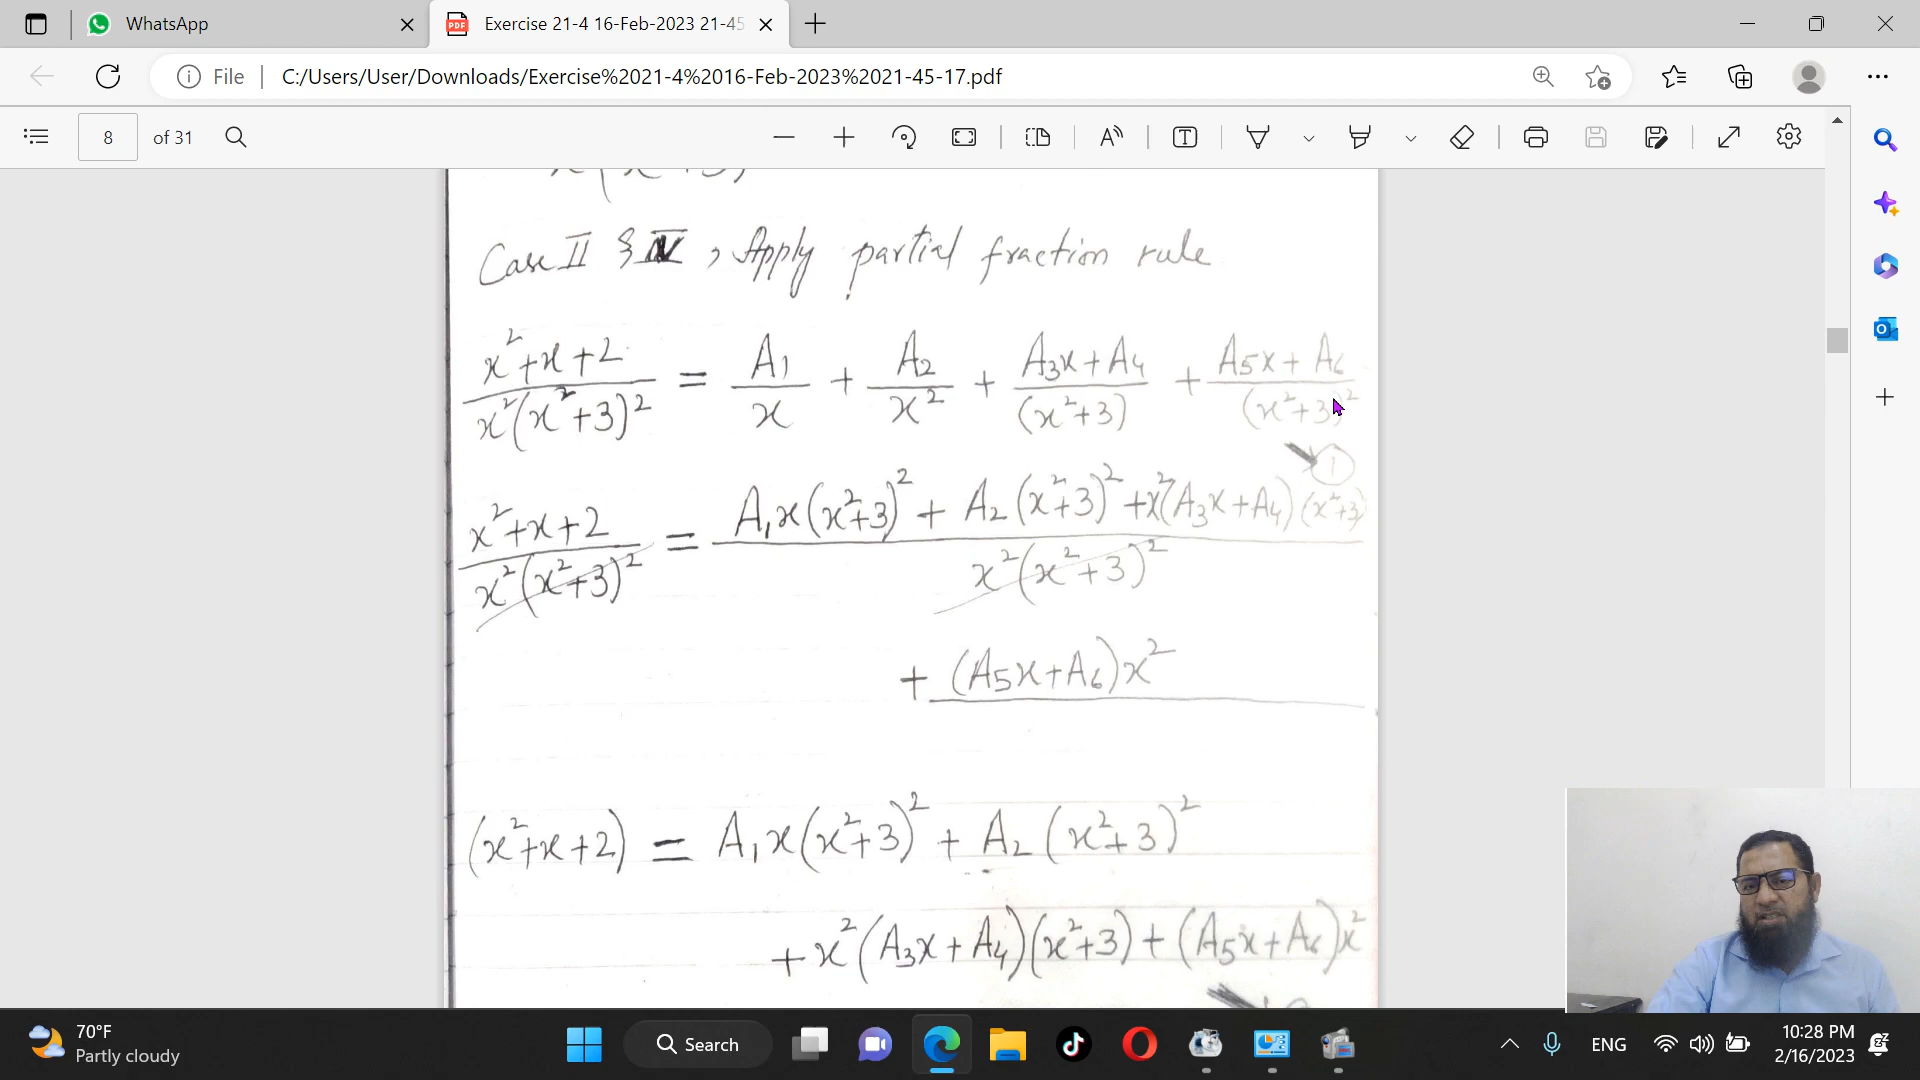 WhatsApp
Exercise 21-4 16-Feb-2023 21-45
File
C:/Users/User/Downloads/Exercise%2021-4%2016-Feb-2023%2021-45-17.pdf
8 of 31
Case II & IV, Apply partial fraction rule
x²+x+2 / x²(x²+3)² = A₁/x + A₂/x² + A₃x+A₄/(x²+3) + A₅x+A₆/(x²+3)²
①
x²+x+2 / x²(x²+3)² = A₁x(x²+3)² + A₂(x²+3)² + x²(A₃x+A₄)(x²+3) / x²(x²+3)²
+ (A₅x+A₆)x²
(x²+x+2) = A₁x(x²+3)² + A₂(x²+3)²
+ x²(A₃x+A₄)(x²+3) + (A₅x+A₆)x²
70°F
Partly cloudy
Search
ENG
10:28 PM
2/16/2023